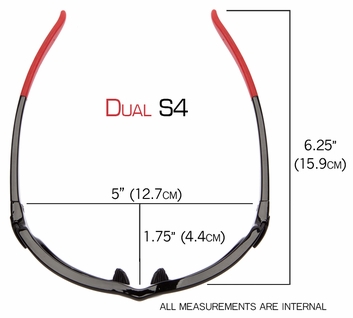 DUAL S4
6.25"
(15.9CM)
5" (12.7CM)
1.75" (4.4CM)
ALL MEASUREMENTS ARE INTERNAL